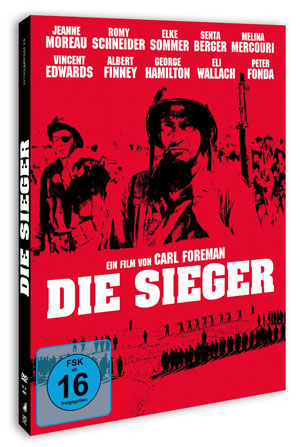 JEANNE ROMY ELKE SENTA MELINA
MOREAU SCHNEIDER SOMMER BERGER MERCOURI
VINCENT ALBERT GEORGE ELI PETER
EDWARDS FINNEY HAMILTON WALLACH FONDA
EIN FILM VON CARL FOREMAN
DIE SIEGER
FSK
ab
16
freigegeben
DIE SIEGER